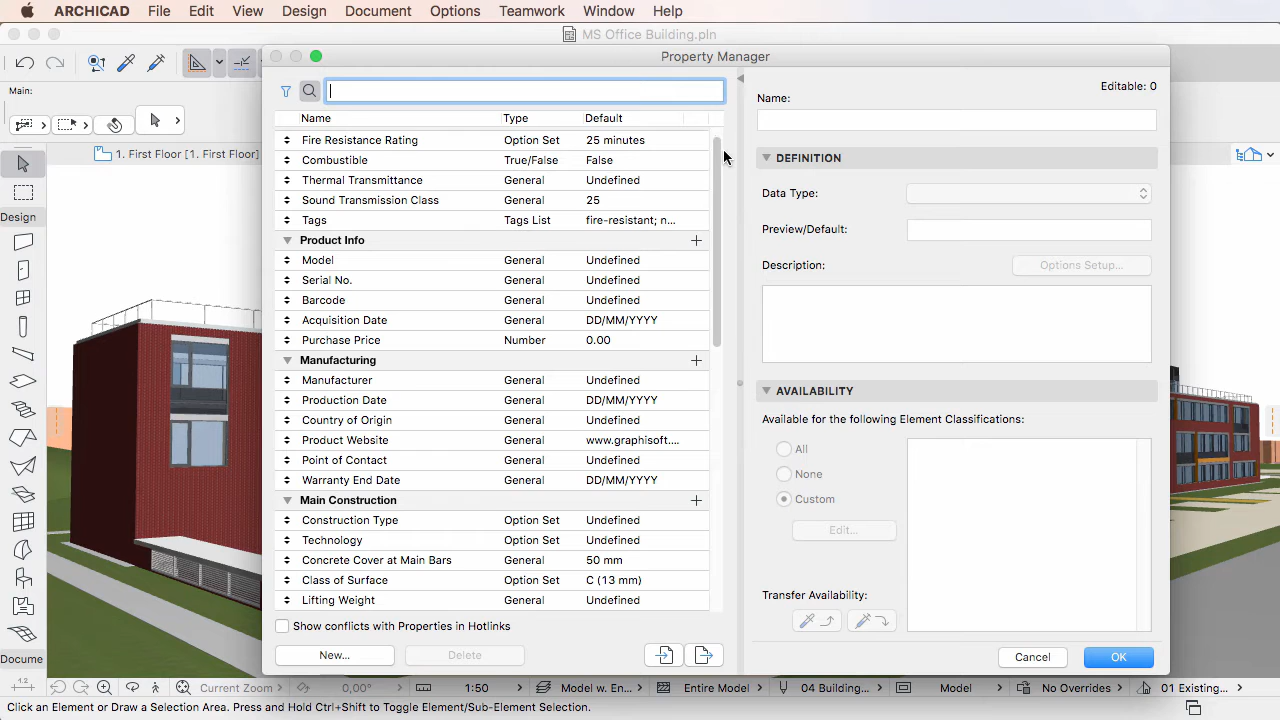 ARCHICAD File Edit View Design Document Options Teamwork Window Help
MS Office Building.pln
Property Manager
Main:
1. First Floor [1. First Floor]
Design
Docume
Name Type Default
Fire Resistance Rating Option Set 25 minutes
Combustible True/False False
Thermal Transmittance General Undefined
Sound Transmission Class General 25
Tags Tags List fire-resistant; n...
Product Info
Model General Undefined
Serial No. General Undefined
Barcode General Undefined
Acquisition Date General DD/MM/YYYY
Purchase Price Number 0.00
Manufacturing
Manufacturer General Undefined
Production Date General DD/MM/YYYY
Country of Origin General Undefined
Product Website General www.graphisoft....
Point of Contact General Undefined
Warranty End Date General DD/MM/YYYY
Main Construction
Construction Type Option Set Undefined
Technology Option Set Undefined
Concrete Cover at Main Bars General 50 mm
Class of Surface Option Set C (13 mm)
Lifting Weight General Undefined
Show conflicts with Properties in Hotlinks
New... Delete
Editable: 0
Name:
DEFINITION
Data Type:
Preview/Default:
Description: Options Setup...
AVAILABILITY
Available for the following Element Classifications:
All
None
Custom
Edit...
Transfer Availability:
Cancel OK
1.2 Current Zoom 0,00° 1:50 Model w. En... Entire Model 04 Building... Model No Overrides 01 Existing...
Click an Element or Draw a Selection Area. Press and Hold Ctrl+Shift to Toggle Element/Sub-Element Selection.